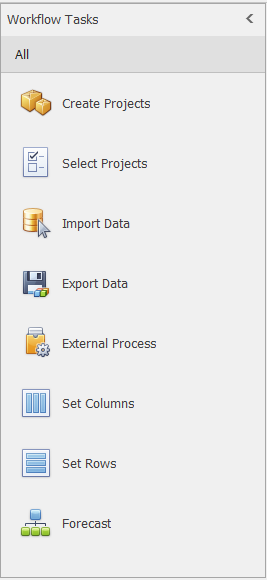 Workflow Tasks
All
Create Projects
Select Projects
Import Data
Export Data
External Process
Set Columns
Set Rows
Forecast